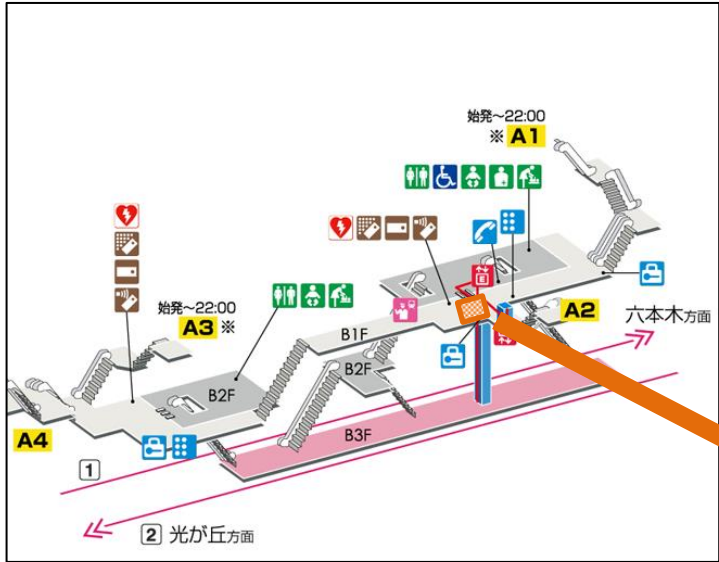 始発~22:00
※ A1
始発~22:00
A3 ※
E
A2
六本木方面
B1F
B2F
B2F
B3F
A4
1
2 光が丘方面